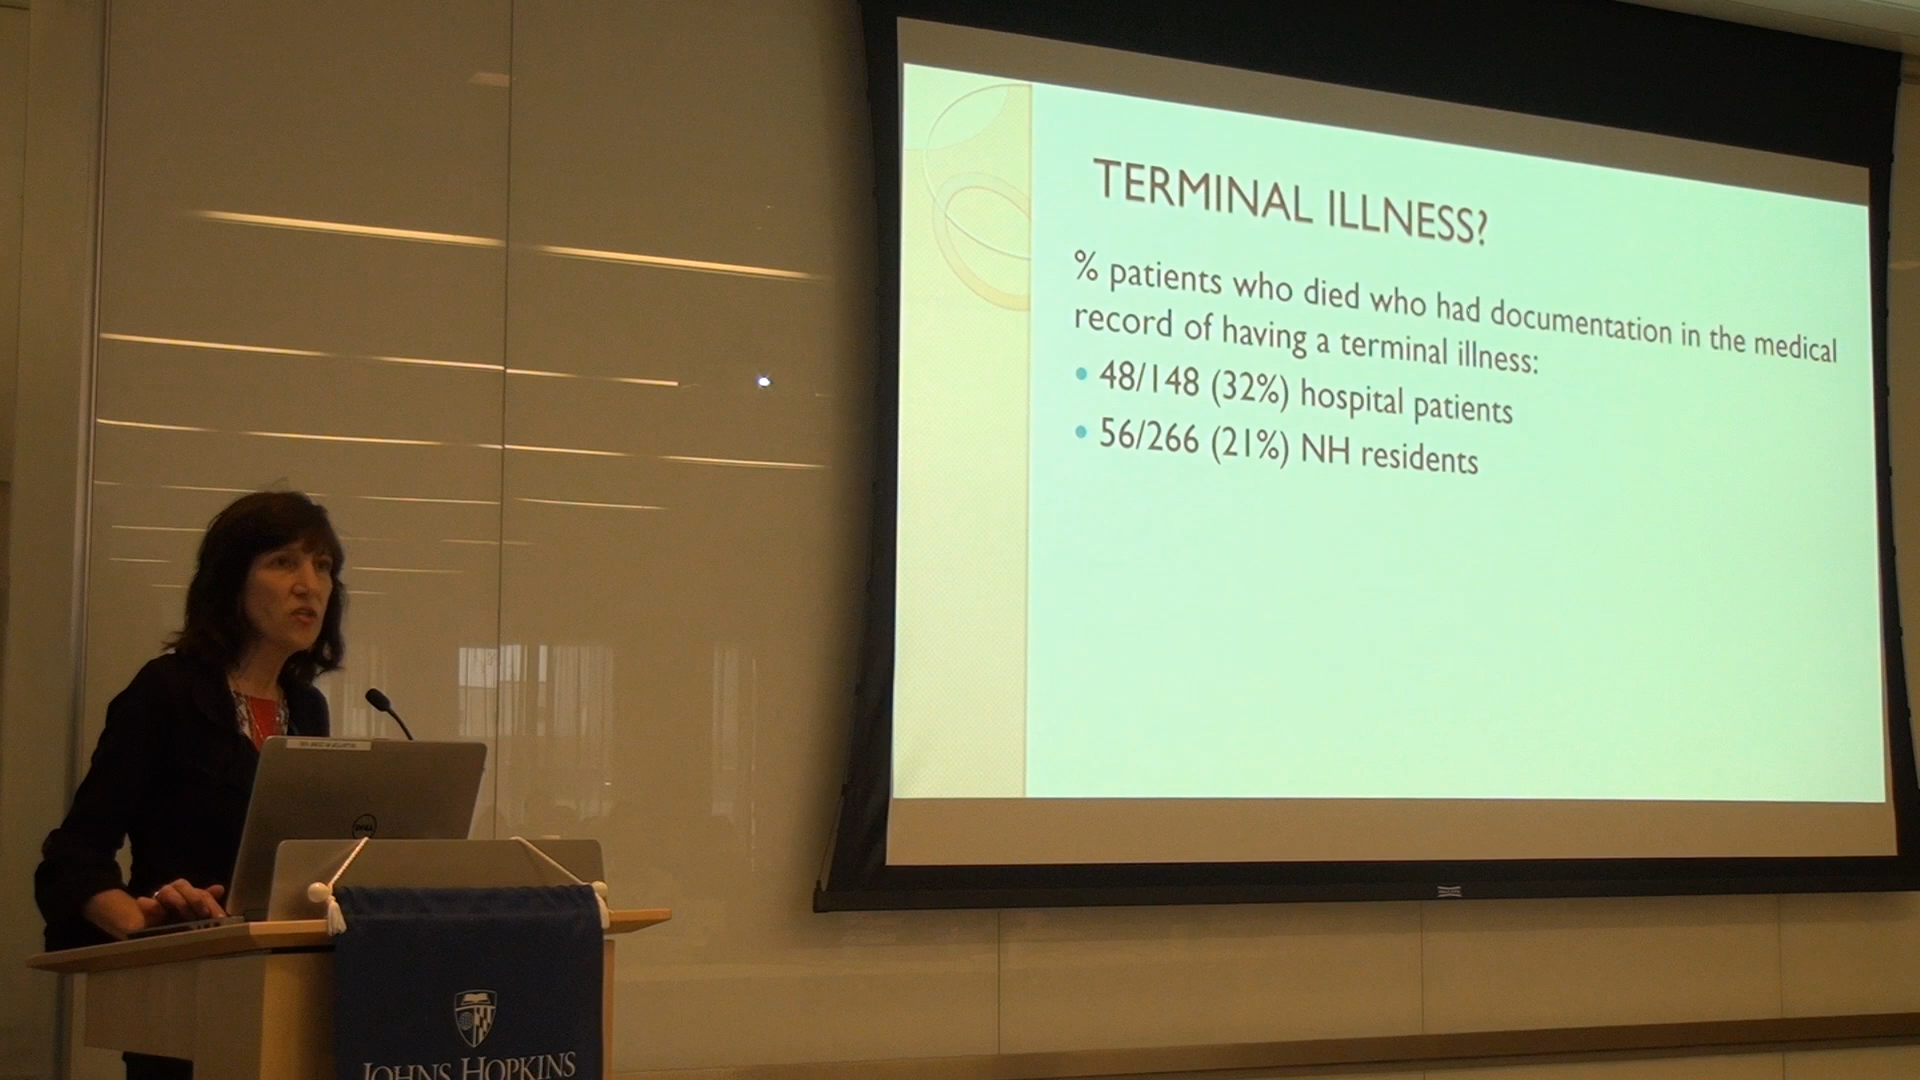 TERMINAL ILLNESS?
% patients who died who had documentation in the medical
record of having a terminal illness:
• 48/148 (32%) hospital patients
• 56/266 (21%) NH residents
DELL
JOHNS HOPKINS